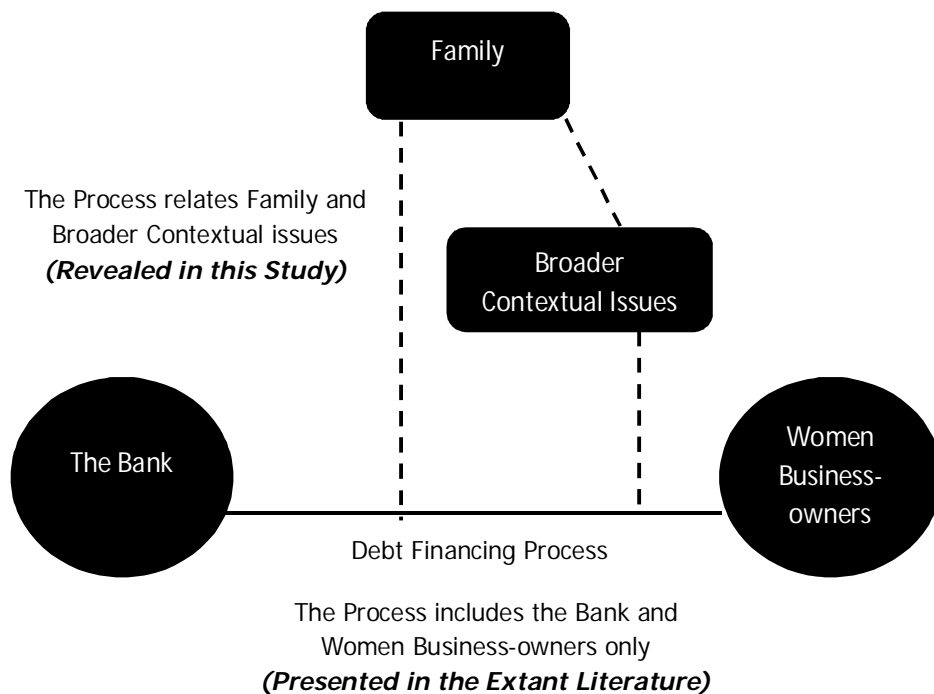 Family
The Process relates Family and
Broader Contextual issues
(Revealed in this Study)
Broader
Contextual Issues
The Bank
Women
Business-
owners
Debt Financing Process
The Process includes the Bank and
Women Business-owners only
(Presented in the Extant Literature)